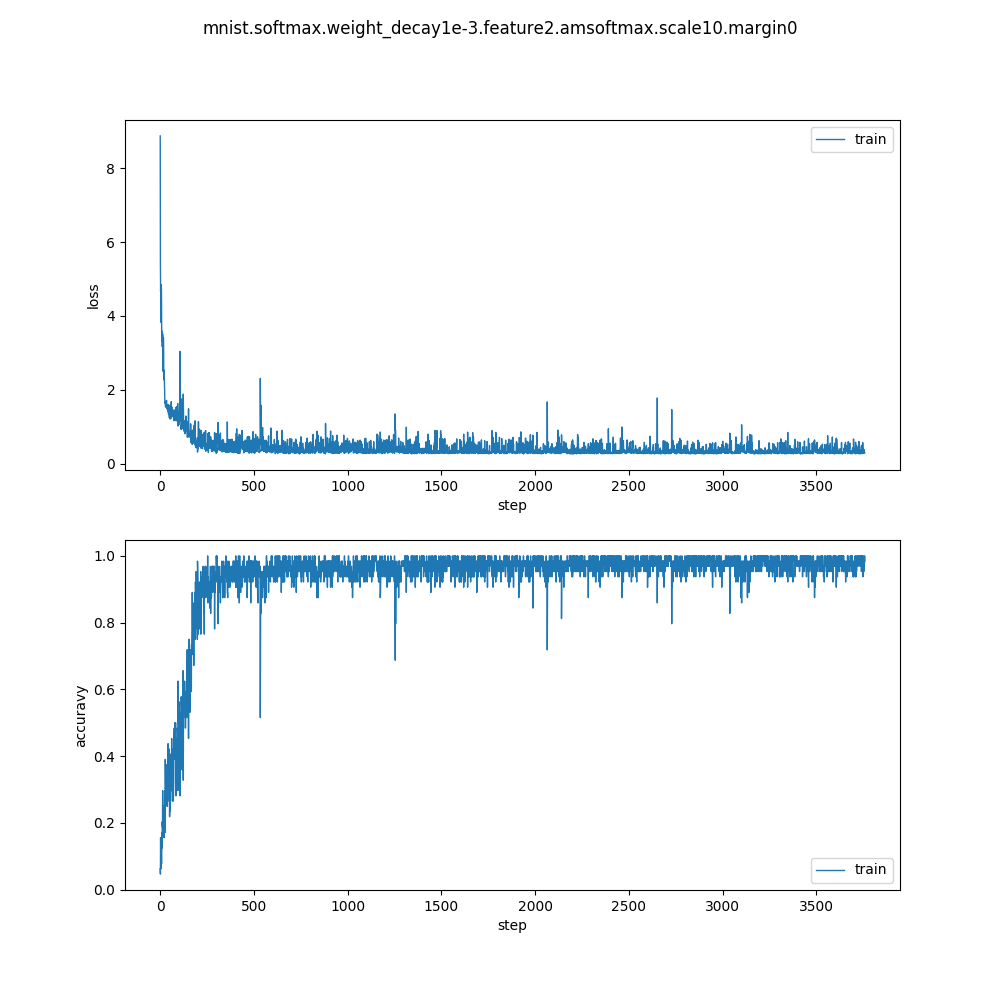 mnist.softmax.weight_decay1e-3.feature2.amsoftmax.scale10.margin0
train
8
6
4
2
0
loss
0 500 1000 1500 2000 2500 3000 3500
step
1.0
0.8
0.6
0.4
0.2
0.0
accuravy
train
0 500 1000 1500 2000 2500 3000 3500
step